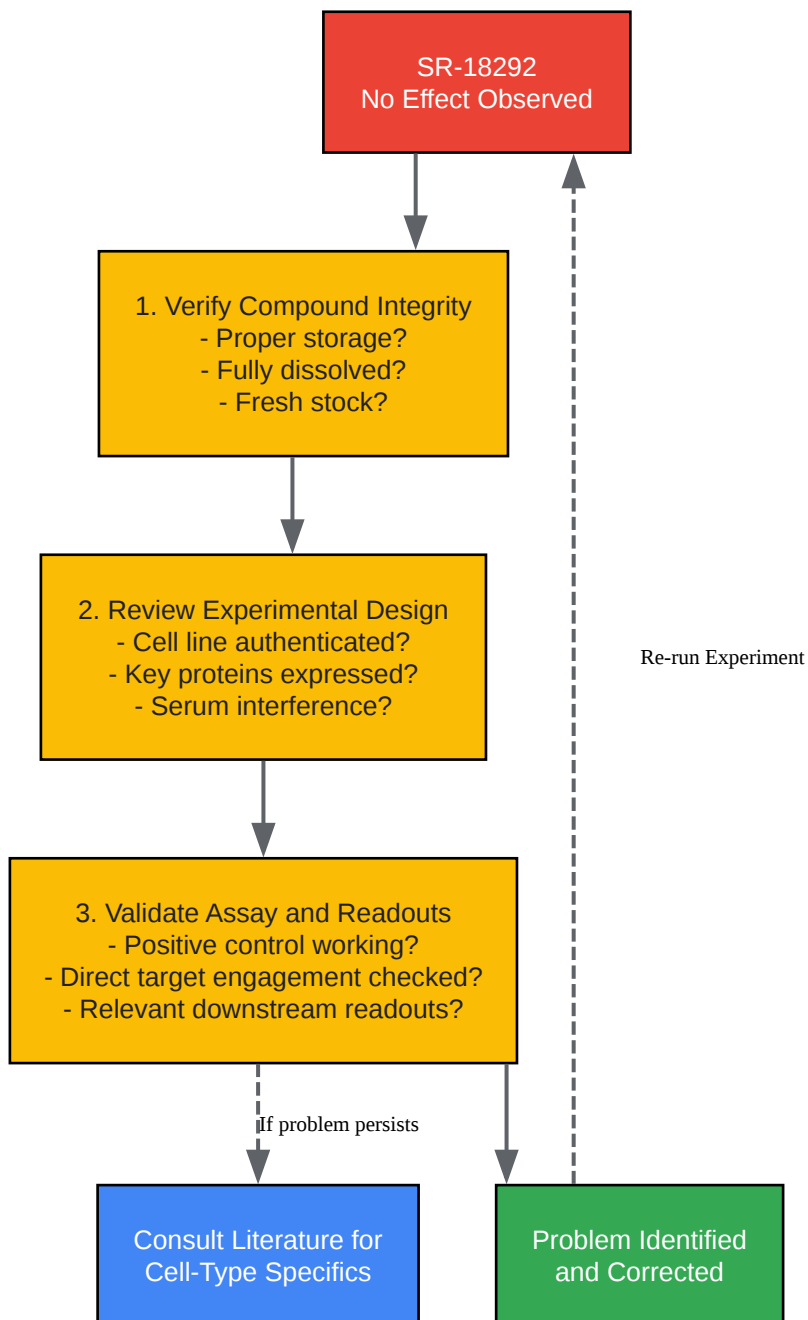 SR-18292
No Effect Observed
1. Verify Compound Integrity
- Proper storage?
- Fully dissolved?
- Fresh stock?
2. Review Experimental Design
- Cell line authenticated?
- Key proteins expressed?
- Serum interference?
Re-run Experiment
3. Validate Assay and Readouts
- Positive control working?
- Direct target engagement checked?
- Relevant downstream readouts?
If problem persists
Consult Literature for
Cell-Type Specifics
Problem Identified
and Corrected